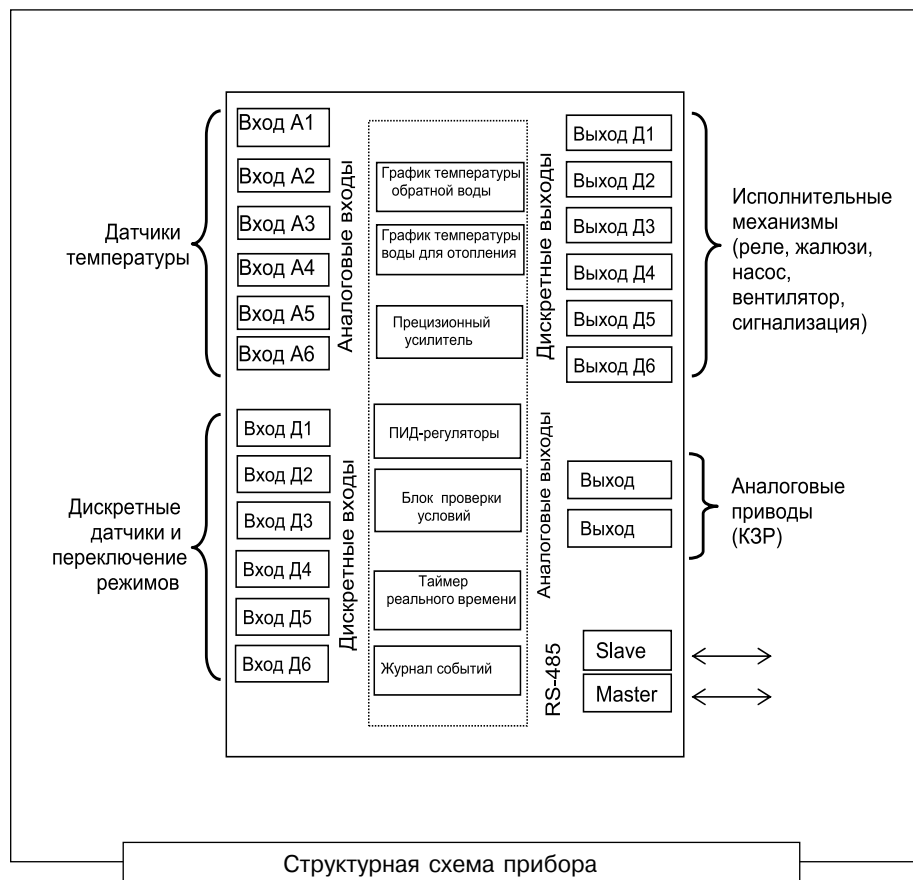 Датчики
температуры
Вход А1
Вход А2
Вход А3
Вход А4
Вход А5
Вход А6
Аналоговые входы
Дискретные
датчики и
переключение
режимов
Вход Д1
Вход Д2
Вход Д3
Вход Д4
Вход Д5
Вход Д6
Дискретные входы
График температуры
обратной воды
График температуры
воды для отопления
Прецизионный
усилитель
ПИД-регуляторы
Блок проверки
условий
Таймер
реального времени
Журнал событий
Дискретные выходы
Выход Д1
Выход Д2
Выход Д3
Выход Д4
Выход Д5
Выход Д6
Исполнительные
механизмы
(реле, жалюзи,
насос,
вентилятор,
сигнализация)
Аналоговые выходы
Выход
Выход
Аналоговые
приводы
(КЗР)
RS-485
Slave
Master
Структурная схема прибора